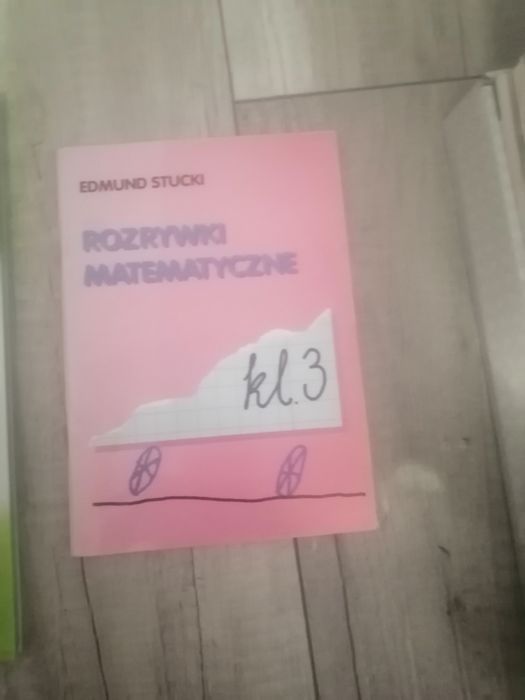 EDMUND STUCKI
ROZRYWKI
MATEMATYCZNE
kl. 3